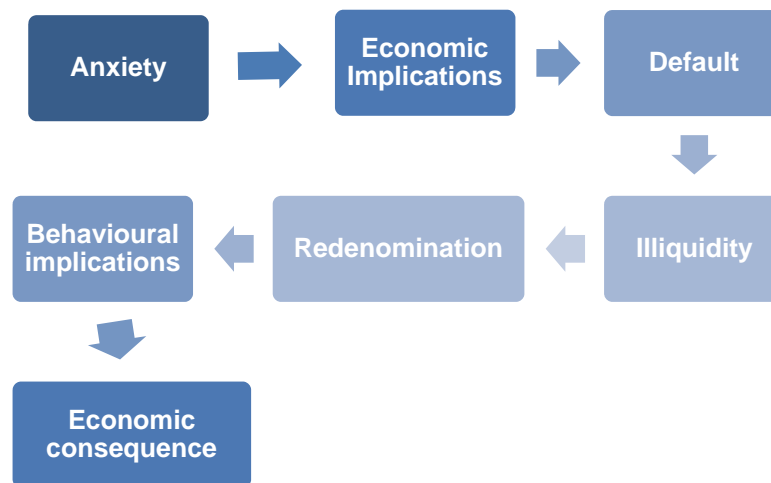 Anxiety
Economic
Implications
Default
Illiquidity
Redenomination
Behavioural
implications
Economic
consequence